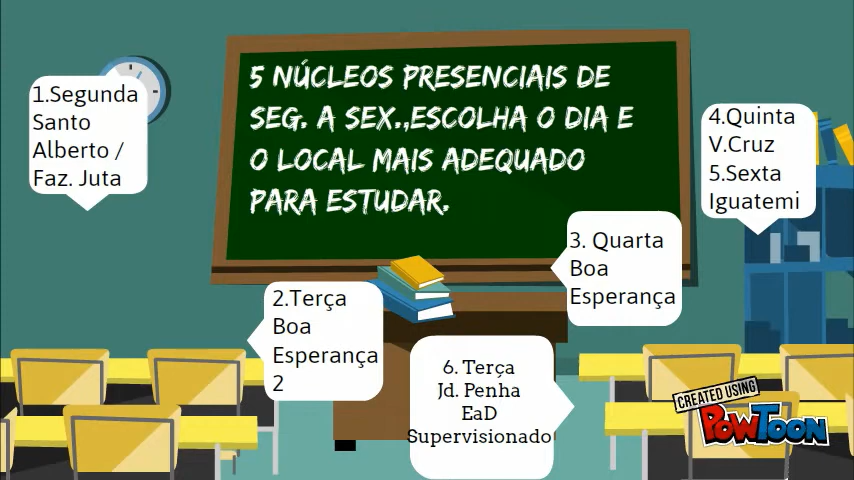 5 NÚCLEOS PRESENCIAIS DE
SEG. A SEX.,ESCOLHA O DIA E
O LOCAL MAIS ADEQUADO
PARA ESTUDAR.
1.Segunda
Santo
Alberto /
Faz. Juta
2.Terça
Boa
Esperança
2
3. Quarta
Boa
Esperança
4.Quinta
V.Cruz
5.Sexta
Iguatemi
6. Terça
Jd. Penha
EaD
Supervisionado
CREATED USING
POWTOON